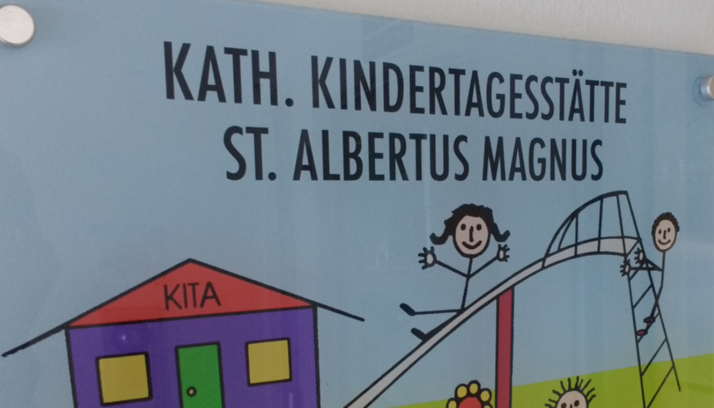 KATH. KINDERTAGESSTÄTTE
ST. ALBERTUS MAGNUS
KITA